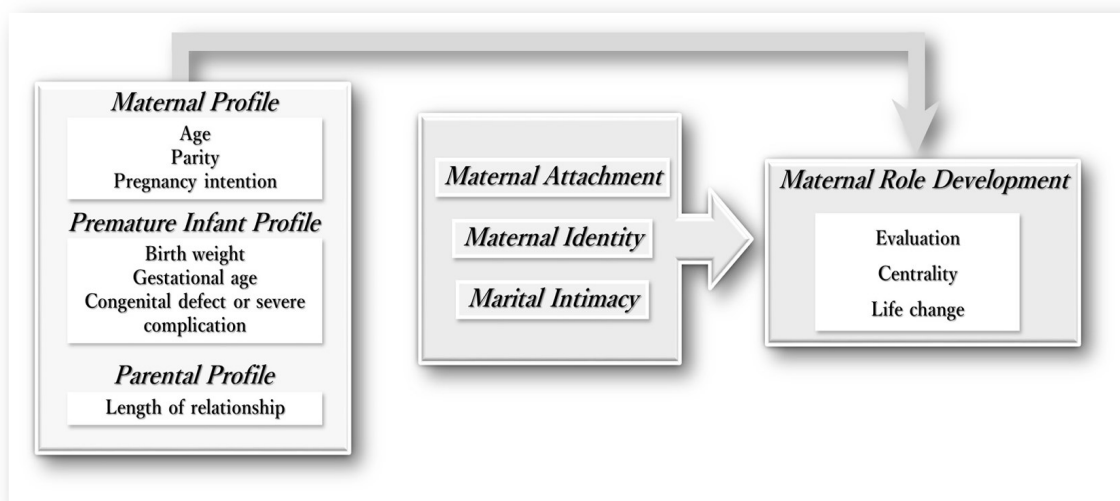 Maternal Profile
Age
Parity
Pregnancy intention
Premature Infant Profile
Birth weight
Gestational age
Congenital defect or severe
complication
Parental Profile
Length of relationship
Maternal Attachment
Maternal Identity
Marital Intimacy
Maternal Role Development
Evaluation
Centrality
Life change